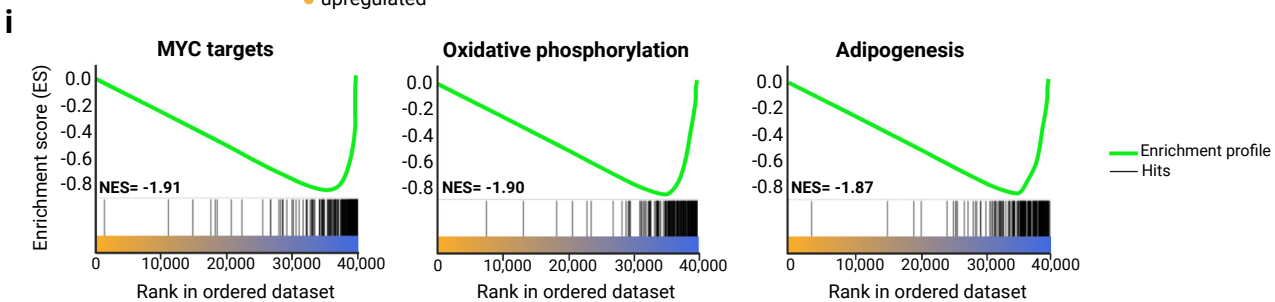 upregulated
i
MYC targets
Oxidative phosphorylation
Adipogenesis
Enrichment score (ES)
0.0
-0.2
-0.4
-0.6
-0.8
NES= -1.91
0 10,000 20,000 30,000 40,000
Rank in ordered dataset
0.0
-0.2
-0.4
-0.6
-0.8
NES= -1.90
0 10,000 20,000 30,000 40,000
Rank in ordered dataset
0.0
-0.2
-0.4
-0.6
-0.8
NES= -1.87
0 10,000 20,000 30,000 40,000
Rank in ordered dataset
Enrichment profile
Hits